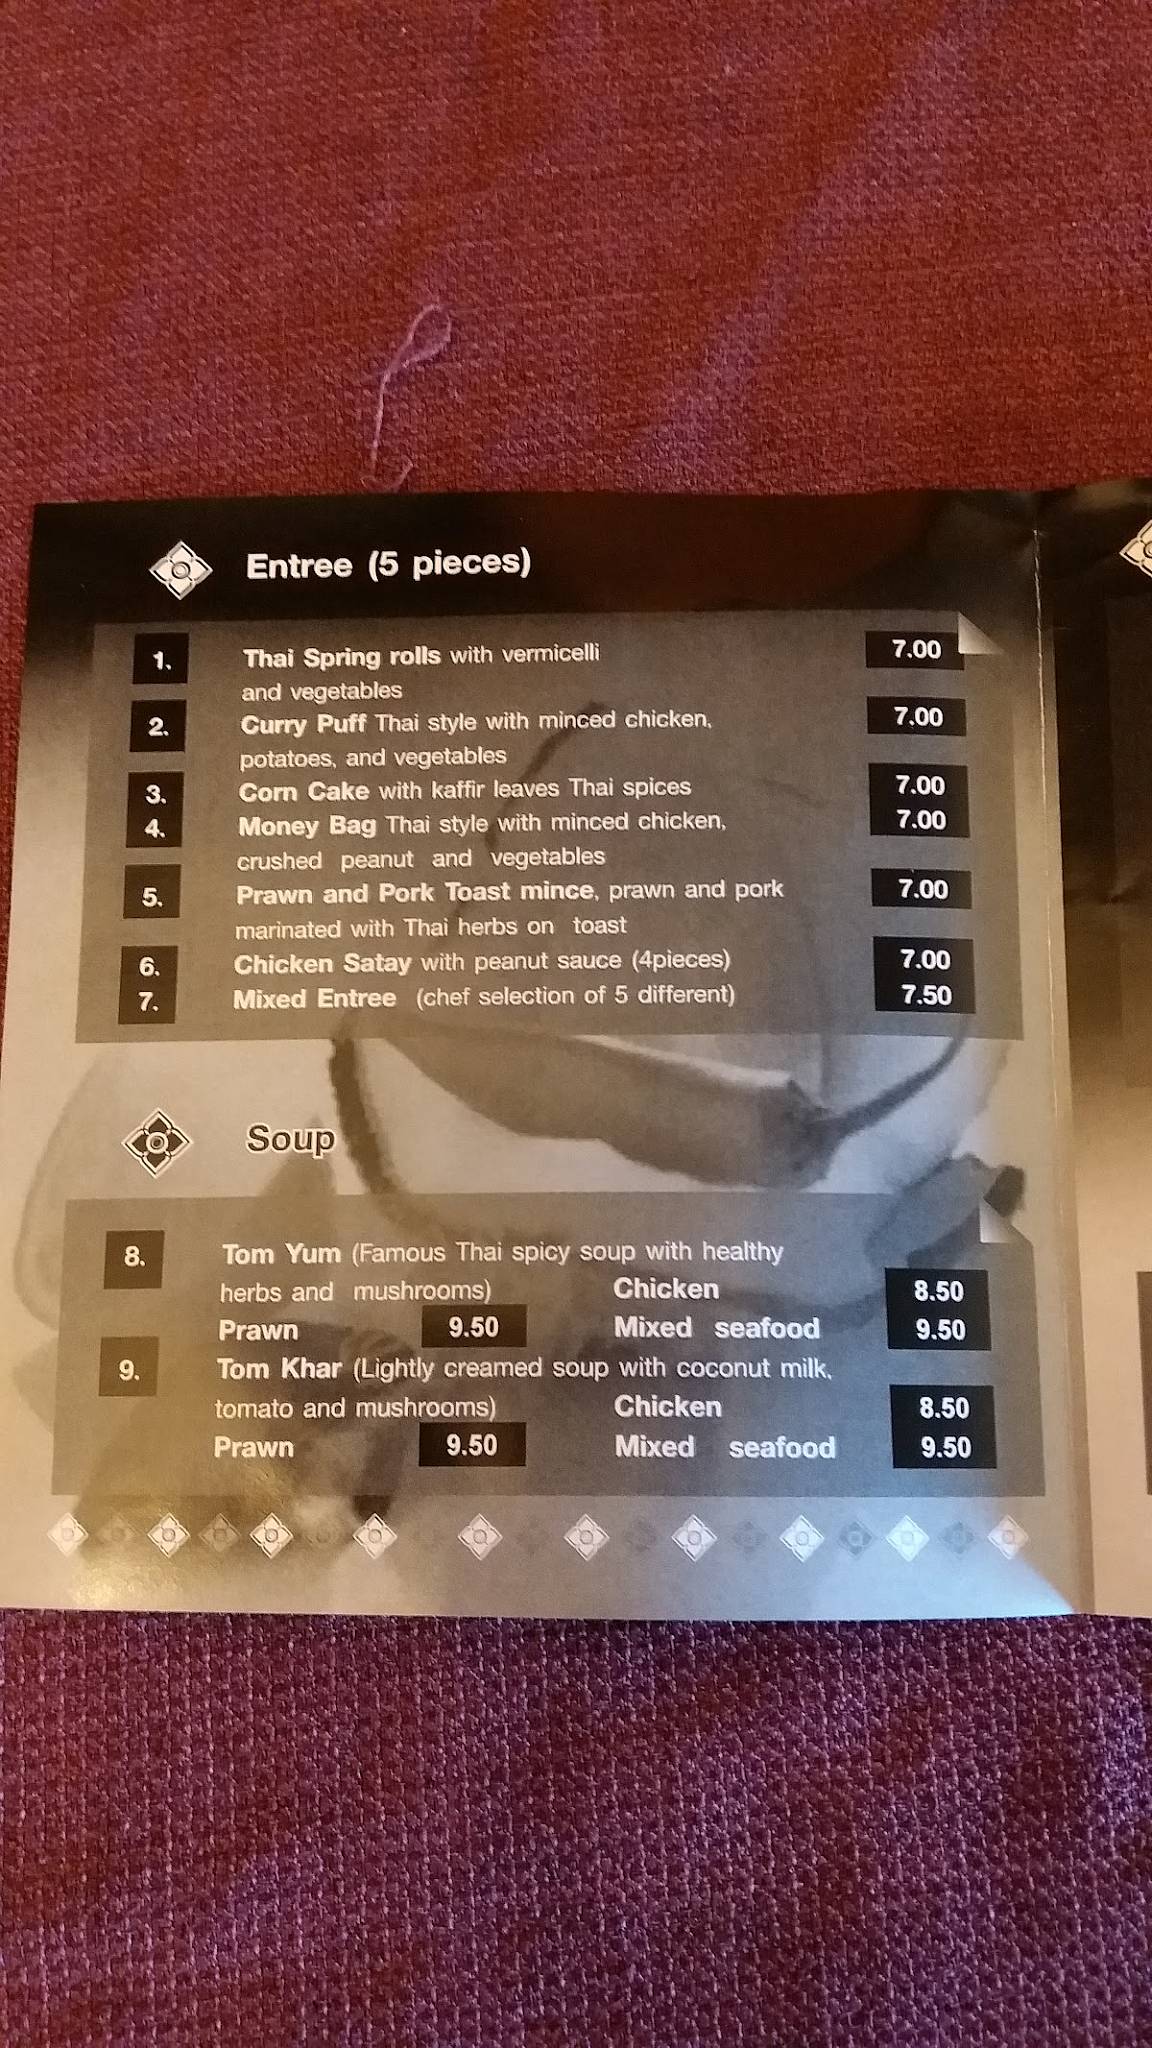 Entree (5 pieces)
1. Thai Spring rolls with vermicelli 7.00
and vegetables
2. Curry Puff Thai style with minced chicken, 7.00
potatoes, and vegetables
3. Corn Cake with kaffir leaves Thai spices 7.00
4. Money Bag Thai style with minced chicken, 7.00
crushed peanut and vegetables
5. Prawn and Pork Toast mince, prawn and pork 7.00
marinated with Thai herbs on toast
6. Chicken Satay with peanut sauce (4pieces) 7.00
7. Mixed Entree (chef selection of 5 different) 7.50
Soup
8. Tom Yum (Famous Thai spicy soup with healthy
herbs and mushrooms) Chicken 8.50
Prawn 9.50 Mixed seafood 9.50
9. Tom Khar (Lightly creamed soup with coconut milk,
tomato and mushrooms) Chicken 8.50
Prawn 9.50 Mixed seafood 9.50